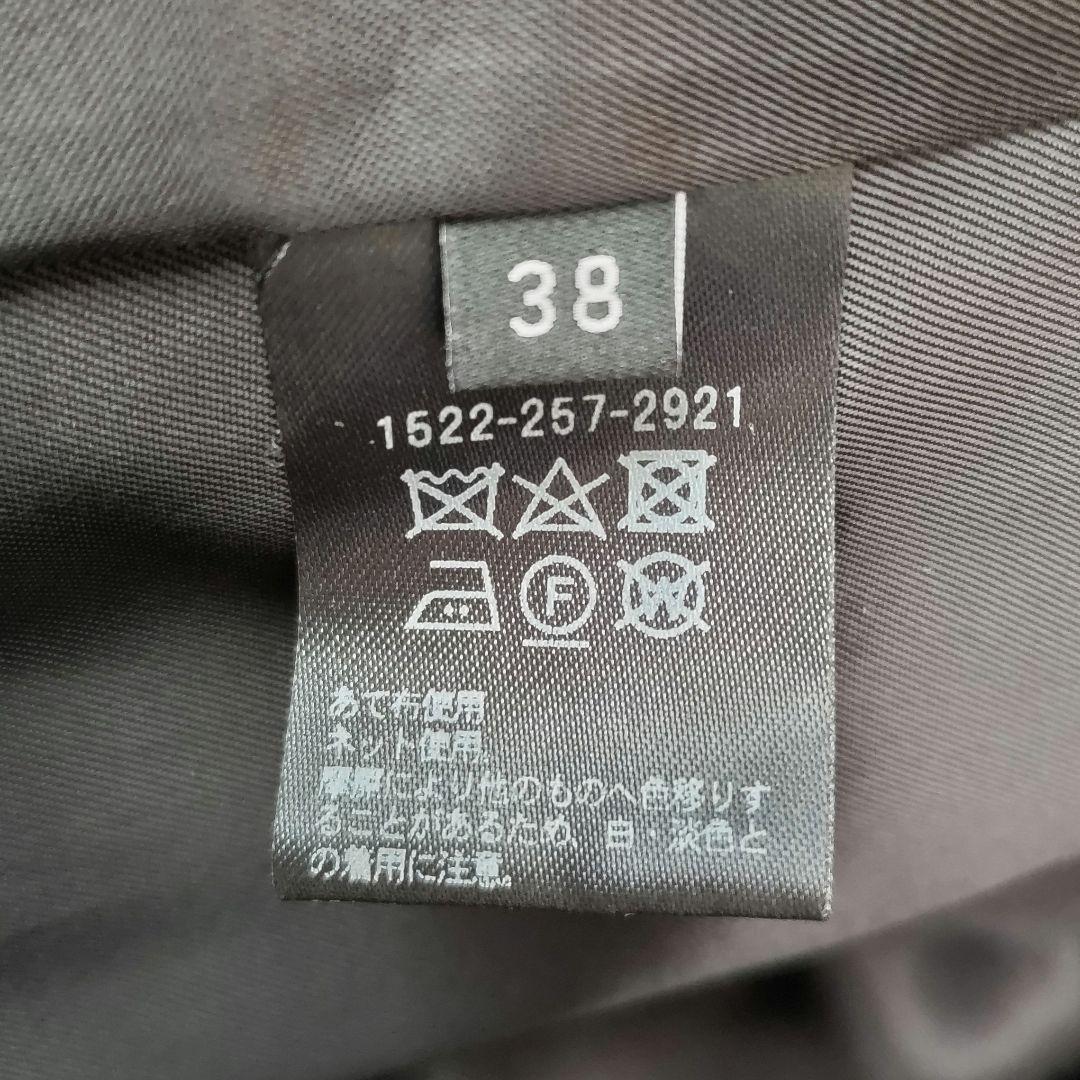 38
1522-257-2921
F
W
あて布使用
ネット使用
摩擦により他のものへ色移りす
ることがあるため、白・淡色と
の着用に注意